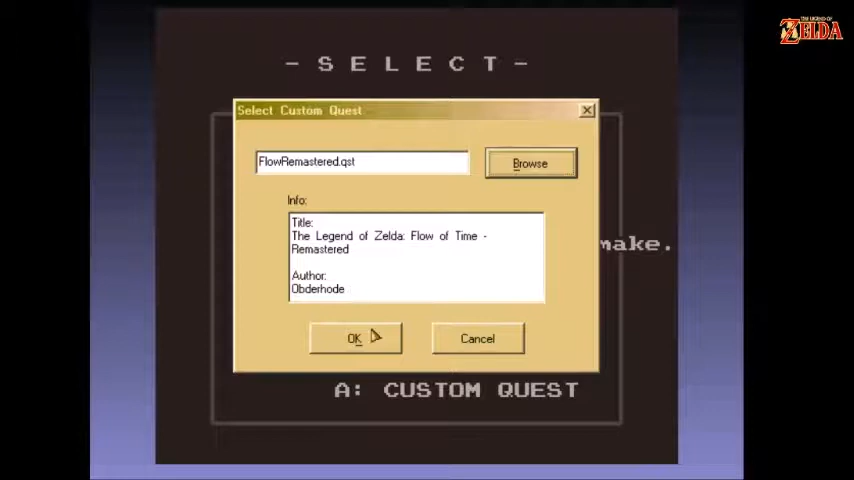 THE LEGEND OF
ZELDA
- SELECT -
Select Custom Quest
FlowRemastered.qst
Browse
Info:
Title:
The Legend of Zelda: Flow of Time -
Remastered
Author:
Obderhode
make.
OK
Cancel
A: CUSTOM QUEST